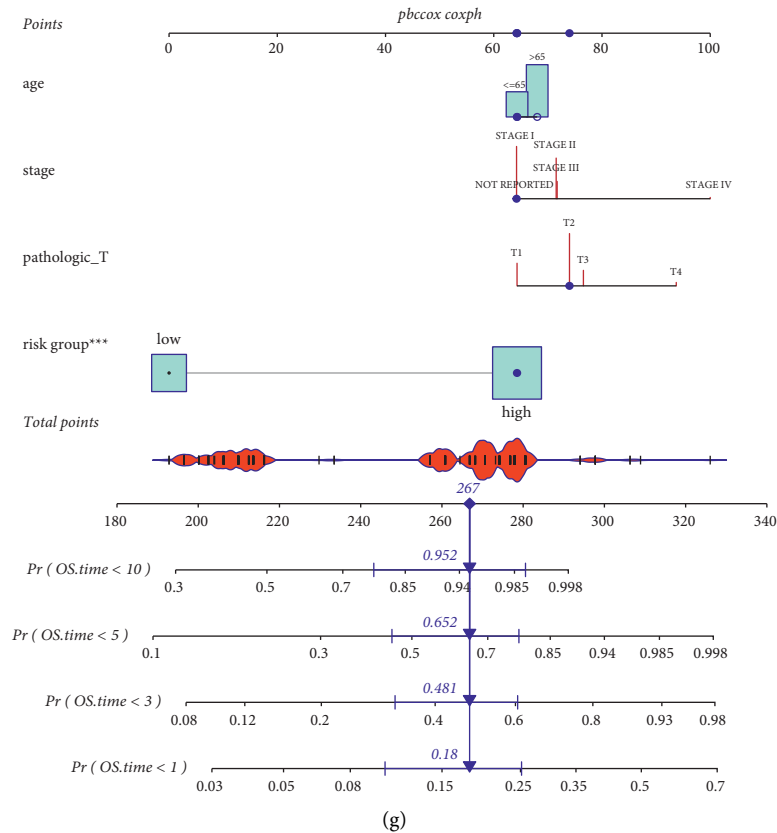 pbccox coxph
Points
0 20 40 60 80 100
>65
age
<=65
STAGE I
STAGE II
stage
STAGE III
NOT REPORTED
STAGE IV
T2
pathologic_T
T1
T3
T4
risk group***
low
high
Total points
267
180 200 220 240 260 280 300 320 340
0.952
Pr ( OS.time < 10 )
0.3 0.5 0.7 0.85 0.94 0.985 0.998
0.652
Pr ( OS.time < 5 )
0.1 0.3 0.5 0.7 0.85 0.94 0.985 0.998
0.481
Pr ( OS.time < 3 )
0.08 0.12 0.2 0.4 0.6 0.8 0.93 0.98
0.18
Pr ( OS.time < 1 )
0.03 0.05 0.08 0.15 0.25 0.35 0.5 0.7
(g)